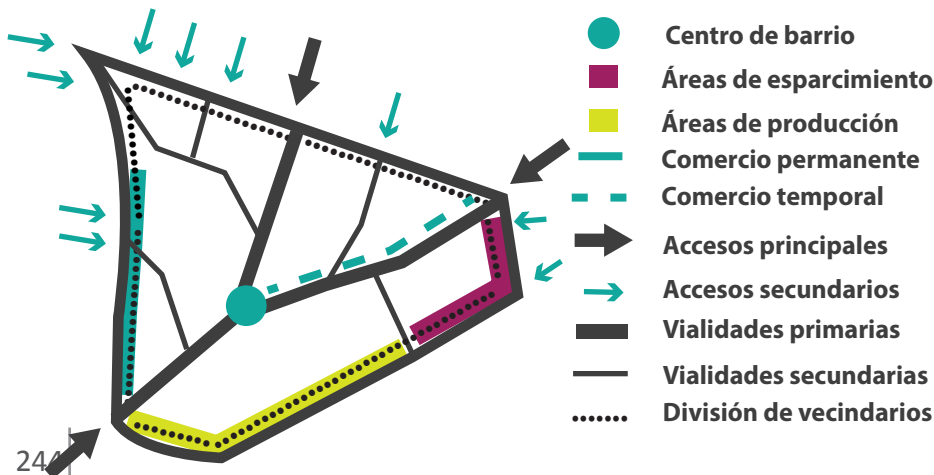 Centro de barrio
Áreas de esparcimiento
Áreas de producción
Comercio permanente
Comercio temporal
Accesos principales
Accesos secundarios
Vialidades primarias
Vialidades secundarias
División de vecindarios
244